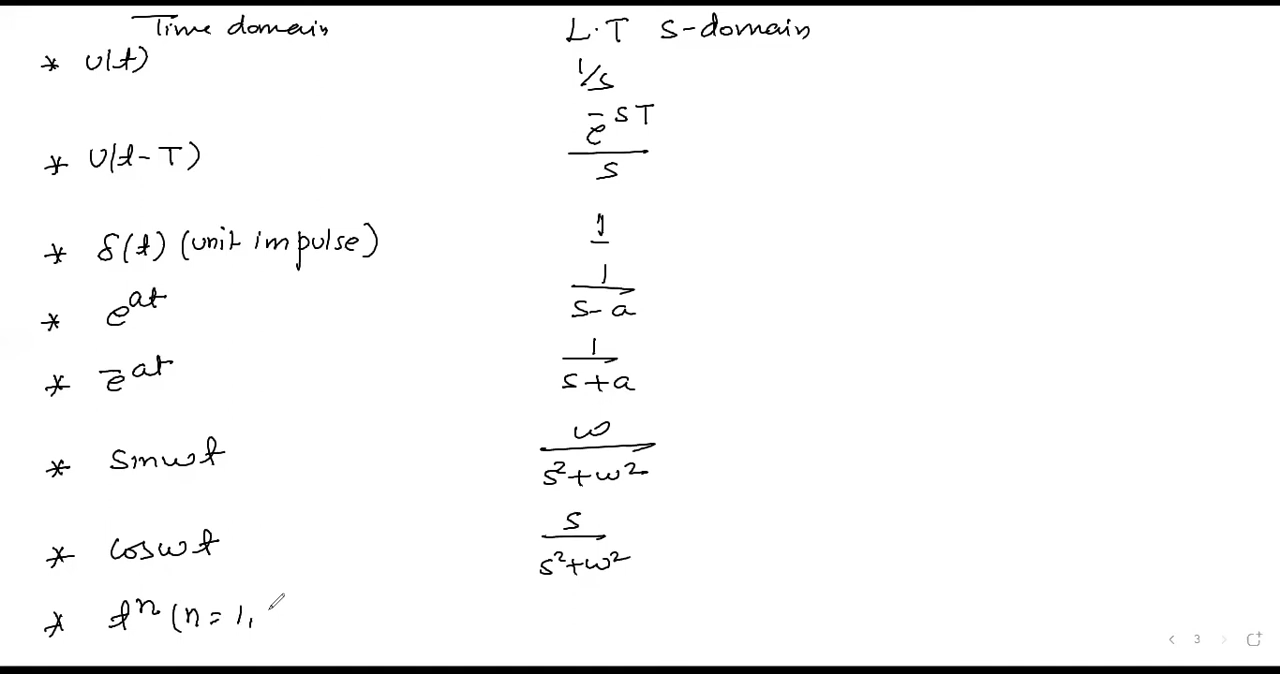 Time domain L.T s-domain
* u(t) 1/s
* u(t-T) e^-sT / s
* δ(t) (unit impulse) 1
* e^at 1/(s-a)
* e^-at 1/(s+a)
* sinωt ω/(s²+ω²)
* cosωt s/(s²+ω²)
* t^n (n = 1,
3